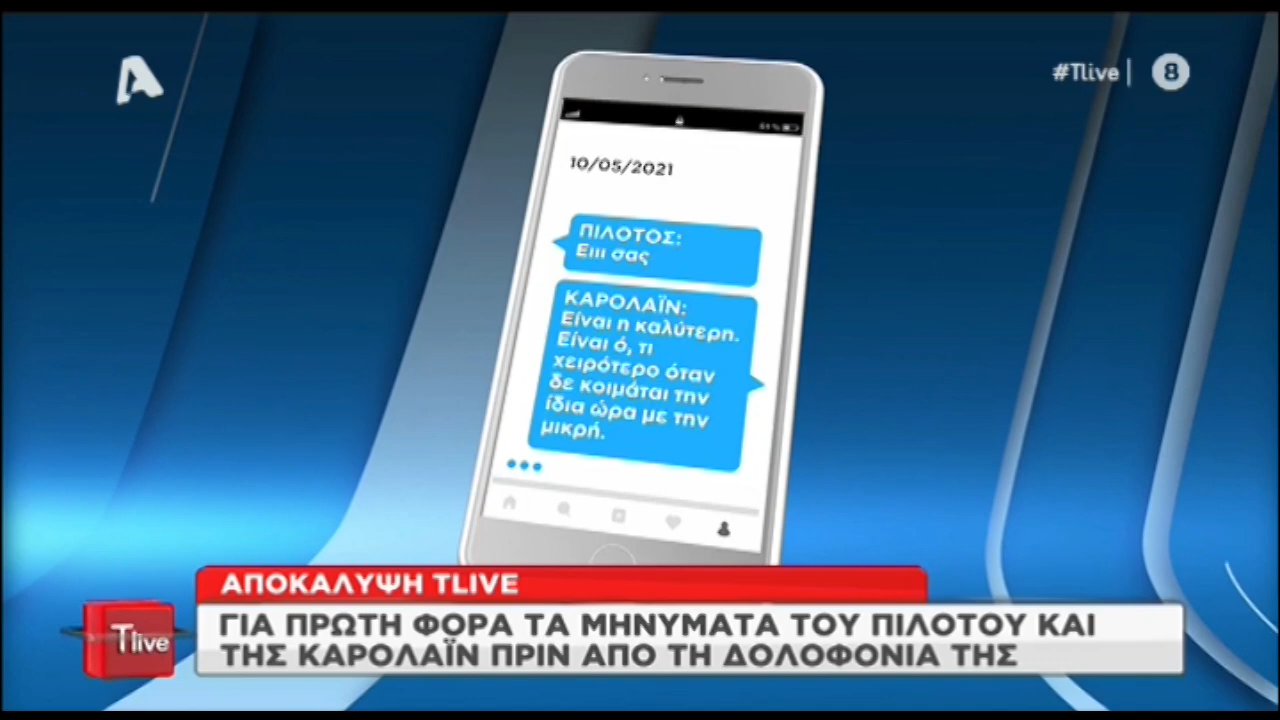 #Tlive
8
10/05/2021
ΠΙΛΟΤΟΣ:
Ειιι σας
ΚΑΡΟΛΑΪΝ:
Είναι η καλύτερη.
Είναι ό, τι
χειρότερο όταν
δε κοιμάται την
ίδια ώρα με την
μικρή.
ΑΠΟΚΑΛΥΨΗ TLIVE
Tlive
ΓΙΑ ΠΡΩΤΗ ΦΟΡΑ ΤΑ ΜΗΝΥΜΑΤΑ ΤΟΥ ΠΙΛΟΤΟΥ ΚΑΙ
ΤΗΣ ΚΑΡΟΛΑΪΝ ΠΡΙΝ ΑΠΟ ΤΗ ΔΟΛΟΦΟΝΙΑ ΤΗΣ